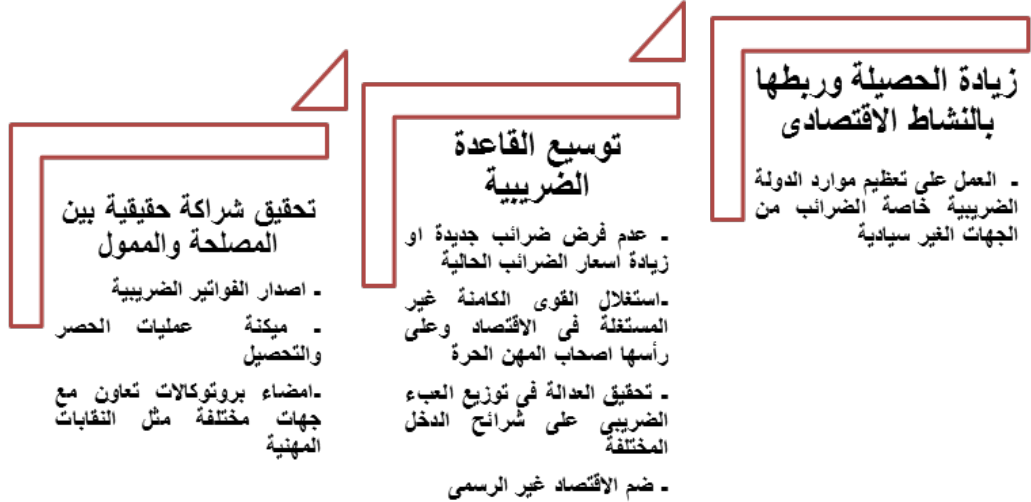 زيادة الحصيلة وربطها
بالنشاط الاقتصادى
- العمل على تعظيم موارد الدولة
الضريبية خاصة الضرائب من
الجهات الغير سيادية
توسيع القاعدة
الضريبية
- عدم فرض ضرائب جديدة او
زيادة اسعار الضرائب الحالية
-استغلال القوى الكامنة غير
المستغلة فى الاقتصاد وعلى
رأسها اصحاب المهن الحرة
- تحقيق العدالة في توزيع العبء
الضريبى على شرائح الدخل
المختلفة
- ضم الاقتصاد غير الرسمى
تحقيق شراكة حقيقية بين
المصلحة والممول
- اصدار الفواتير الضريبية
- ميكنة عمليات الحصر
والتحصيل
-امضاء بروتوكالات تعاون مع
جهات مختلفة مثل النقابات
المهنية